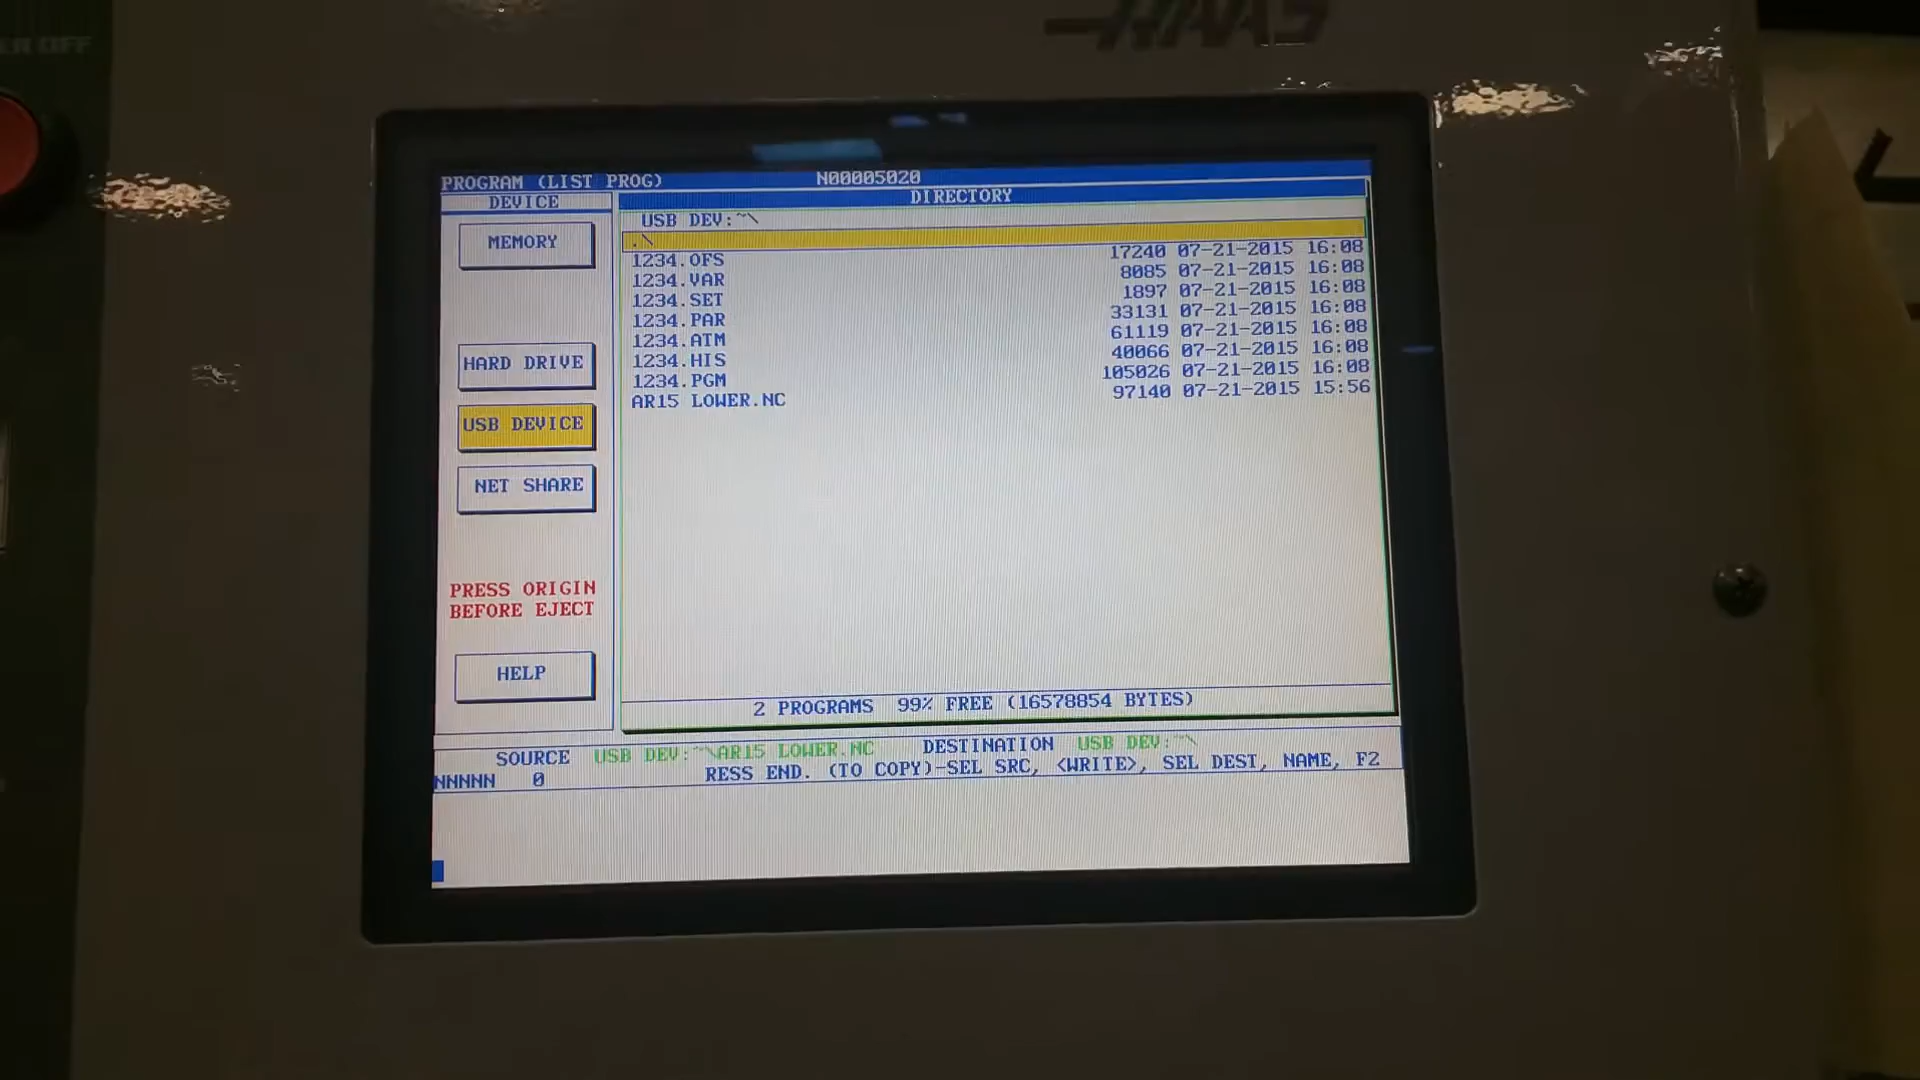 HAAS
PROGRAM (LIST PROG) N00005020
DEVICE
DIRECTORY
USB DEV:~\
MEMORY
.\
1234.OFS 17240 07-21-2015 16:08
1234.VAR 8085 07-21-2015 16:08
1234.SET 1897 07-21-2015 16:08
1234.PAR 33131 07-21-2015 16:08
1234.ATM 61119 07-21-2015 16:08
1234.HIS 40066 07-21-2015 16:08
1234.PGM 105026 07-21-2015 16:08
AR15 LOWER.NC 97140 07-21-2015 15:56
HARD DRIVE
USB DEVICE
NET SHARE
PRESS ORIGIN
BEFORE EJECT
HELP
2 PROGRAMS 99% FREE (16578854 BYTES)
SOURCE USB DEV:~\AR15 LOWER.NC DESTINATION USB DEV:~\
NNNNN 0 RESS END. (TO COPY)-SEL SRC, <WRITE>, SEL DEST, NAME, F2